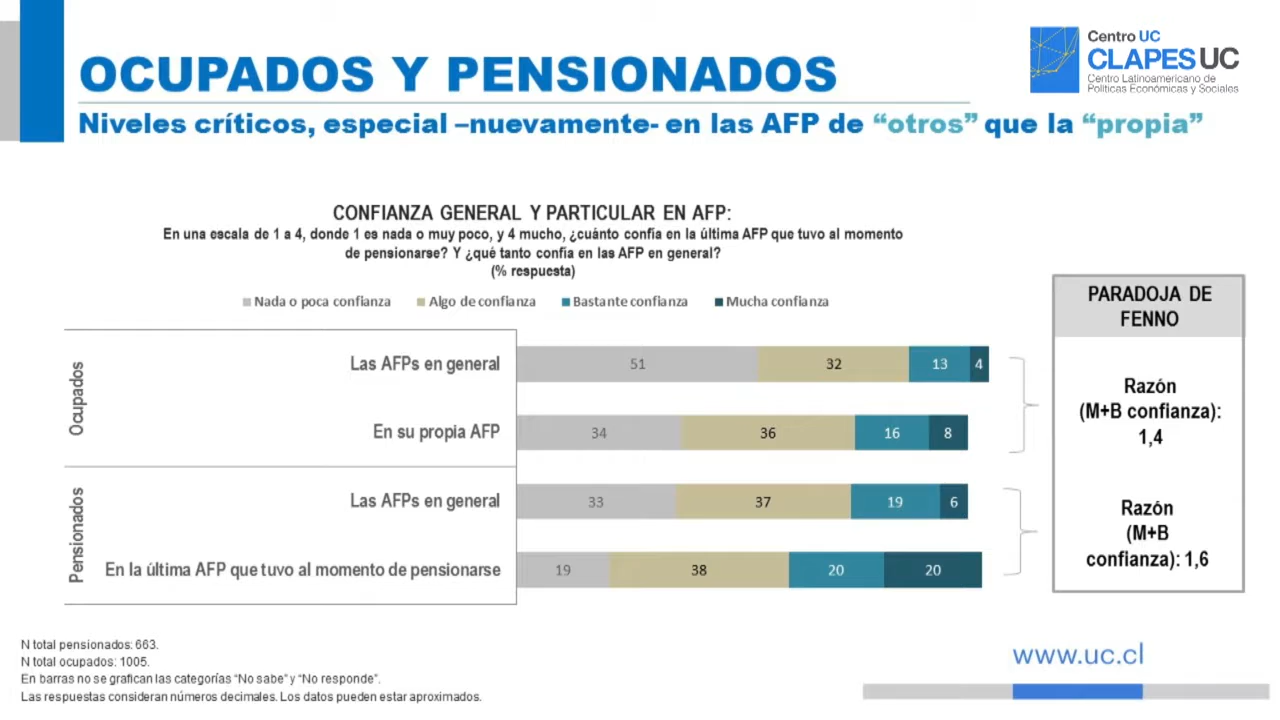 OCUPADOS Y PENSIONADOS
Centro UC
CLAPES UC
Centro Latinoamericano de
Políticas Económicas y Sociales
Niveles críticos, especial –nuevamente- en las AFP de “otros” que la “propia”
CONFIANZA GENERAL Y PARTICULAR EN AFP:
En una escala de 1 a 4, donde 1 es nada o muy poco, y 4 mucho, ¿cuánto confía en la última AFP que tuvo al momento
de pensionarse? Y ¿qué tanto confía en las AFP en general?
(% respuesta)
Nada o poca confianza Algo de confianza Bastante confianza Mucha confianza
Ocupados
Las AFPs en general 51 32 13 4
En su propia AFP 34 36 16 8
Pensionados
Las AFPs en general 33 37 19 6
En la última AFP que tuvo al momento de pensionarse 19 38 20 20
PARADOJA DE
FENNO
Razón
(M+B confianza):
1,4
Razón
(M+B
confianza): 1,6
N total pensionados: 663.
N total ocupados: 1005.
En barras no se grafican las categorías “No sabe” y “No responde”.
Las respuestas consideran números decimales. Los datos pueden estar aproximados.
www.uc.cl